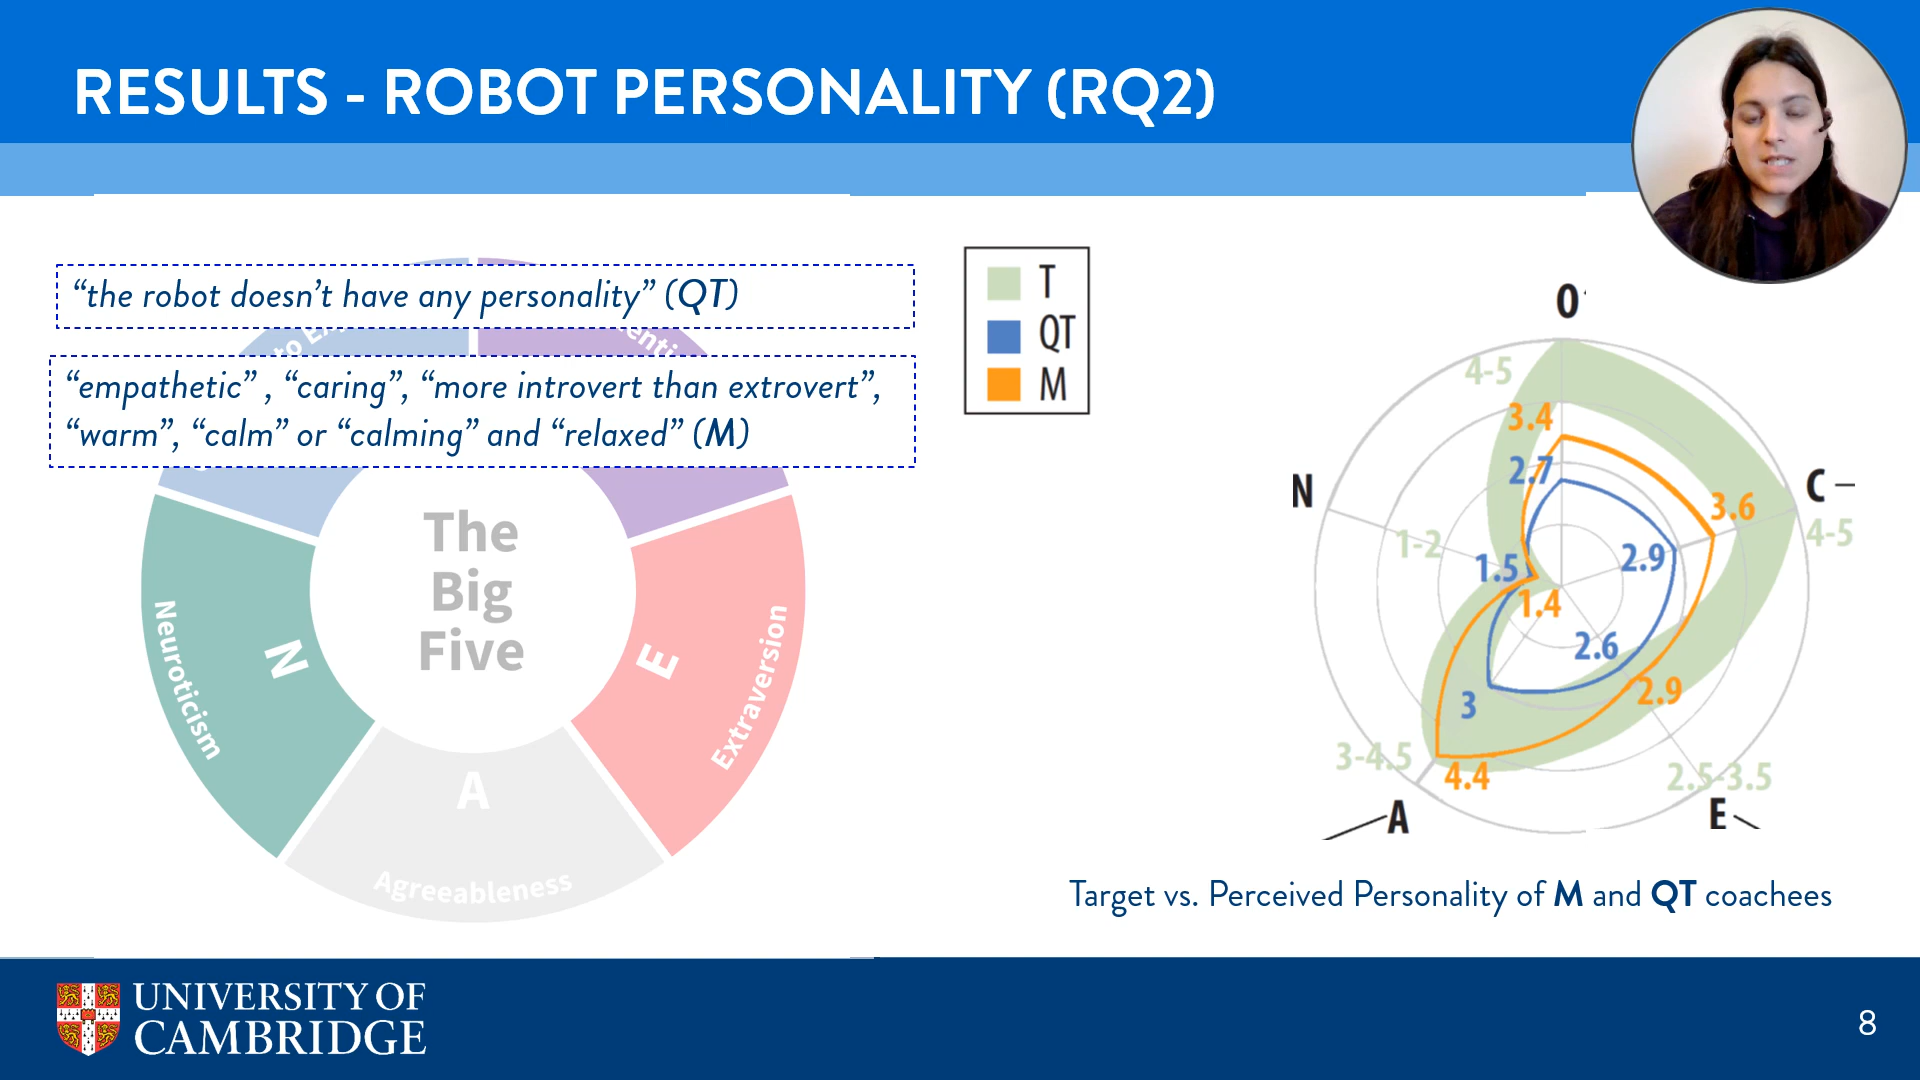 RESULTS - ROBOT PERSONALITY (RQ2)
“the robot doesn’t have any personality” (QT)
“empathetic” , “caring”, “more introvert than extrovert”,
“warm”, “calm” or “calming” and “relaxed” (M)
to
The
Big
Five
N
Neuroticism
E
Extraversion
A
Agreeableness
T
QT
M
O
4-5
3.4
2.7
N
C
3.6
4-5
1-2
1.5
2.9
1.4
2.6
2.9
3
3-4.5
4.4
2.5-3.5
A
E
Target vs. Perceived Personality of M and QT coachees
UNIVERSITY OF
CAMBRIDGE
8